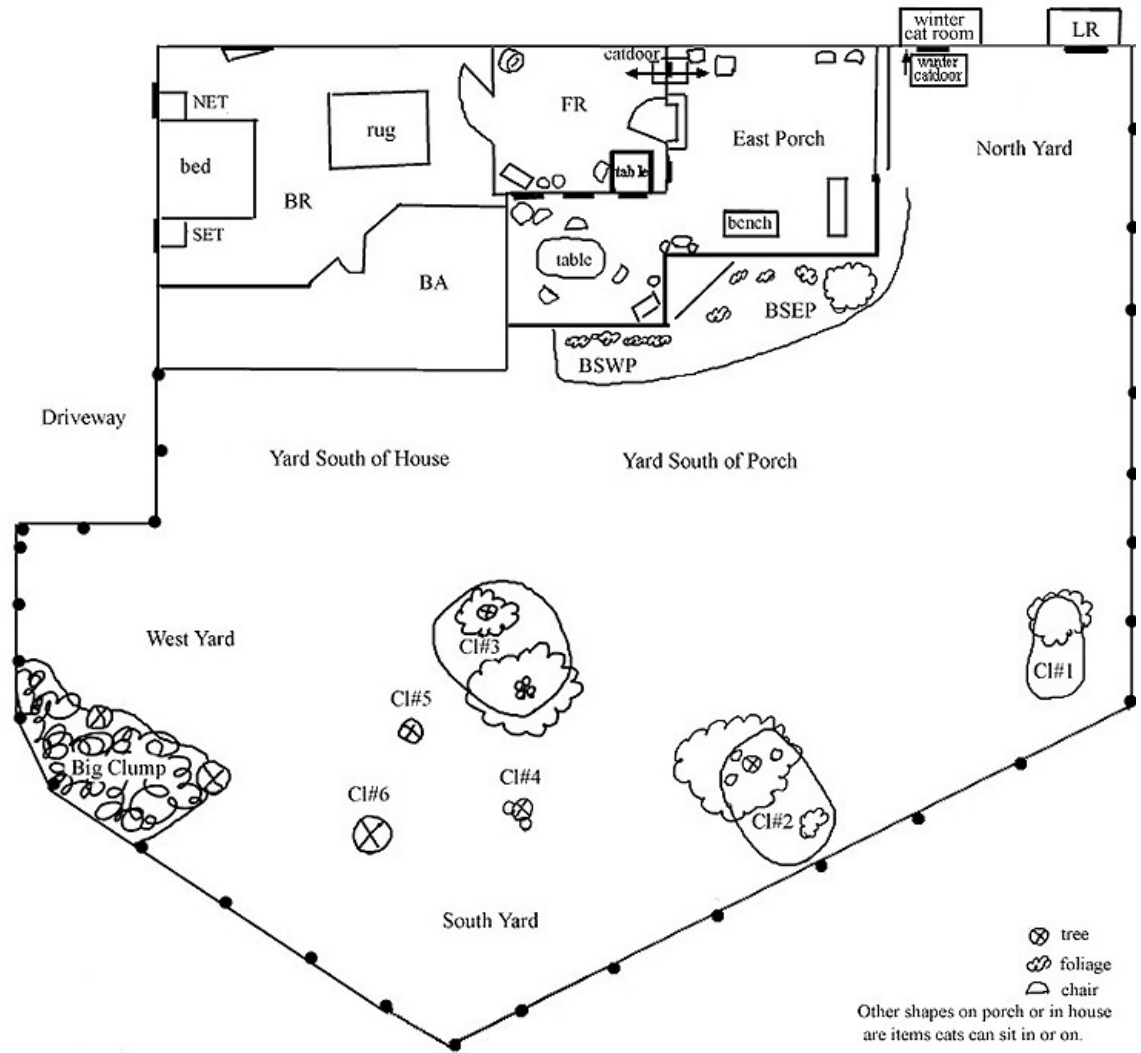 winter
cat room
LR
catdoor
winter
catdoor
NET
rug
FR
East Porch
North Yard
bed
table
BR
SET
bench
table
BA
BSEP
BSWP
Driveway
Yard South of House
Yard South of Porch
West Yard
Cl#3
Cl#1
Cl#5
Big Clump
Cl#4
Cl#6
Cl#2
South Yard
tree
foliage
chair
Other shapes on porch or in house
are items cats can sit in or on.